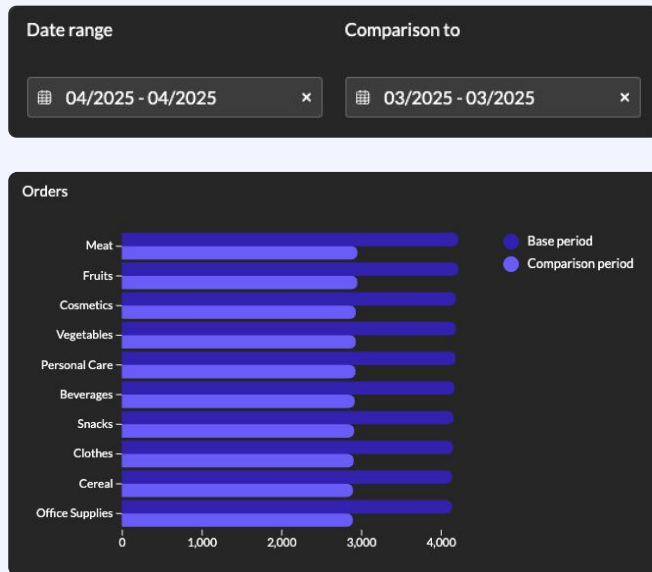 Date range
Comparison to
04/2025 - 04/2025 ×
03/2025 - 03/2025 ×
Orders
Base period
Comparison period
Meat
Fruits
Cosmetics
Vegetables
Personal Care
Beverages
Snacks
Clothes
Cereal
Office Supplies
0 1,000 2,000 3,000 4,000